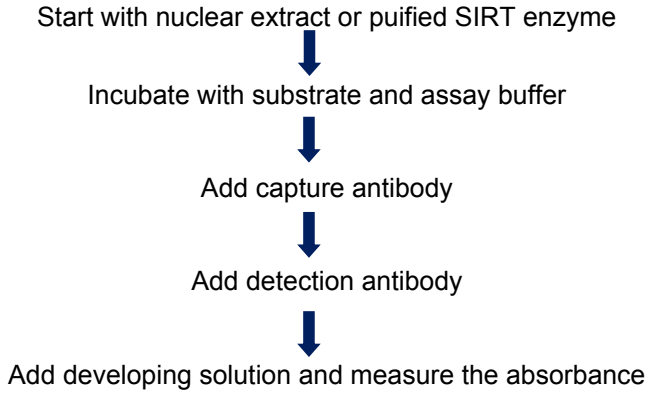 Start with nuclear extract or puified SIRT enzyme
Incubate with substrate and assay buffer
Add capture antibody
Add detection antibody
Add developing solution and measure the absorbance